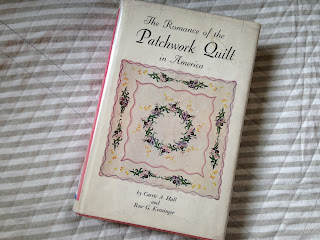 The Romance of the
Patchwork Quilt
in America
by Carrie A. Hall
and
Rose G. Kretsinger